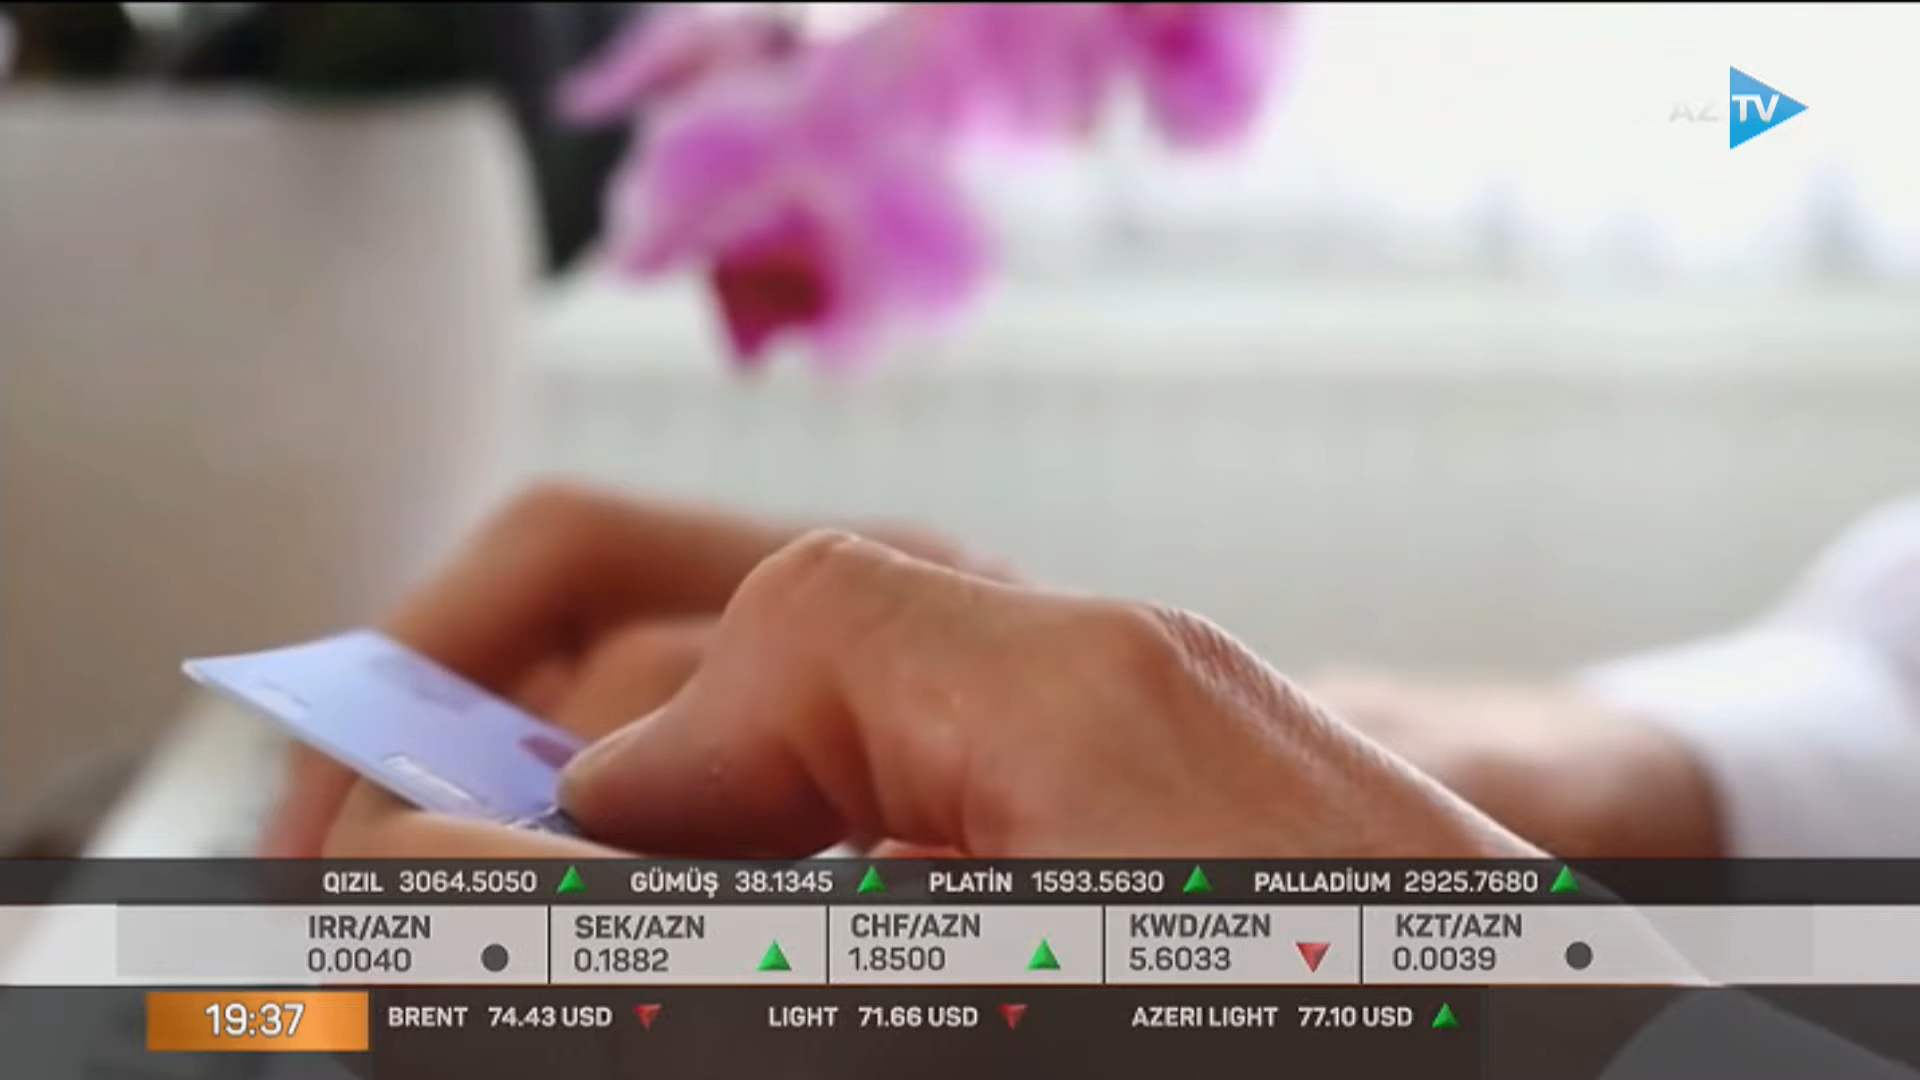 AZTV
QIZIL 3064.5050 GÜMÜŞ 38.1345 PLATİN 1593.5630 PALLADİUM 2925.7680
IRR/AZN SEK/AZN CHF/AZN KWD/AZN KZT/AZN
0.0040 0.1882 1.8500 5.6033 0.0039
19:37 BRENT 74.43 USD LIGHT 71.66 USD AZERI LIGHT 77.10 USD